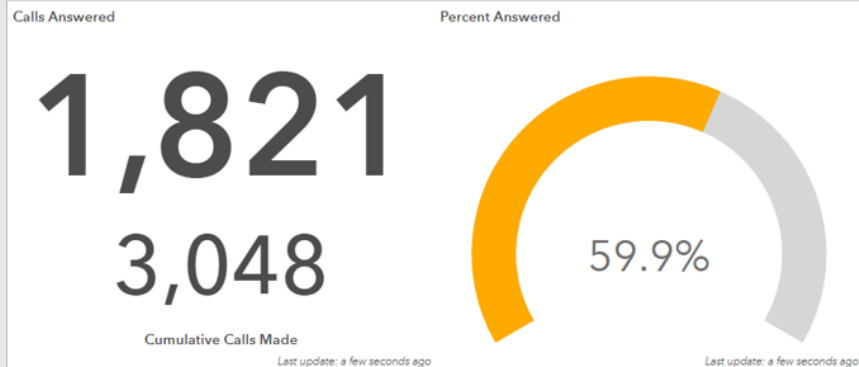 Calls Answered
1,821
3,048
Cumulative Calls Made
Last update: a few seconds ago
Percent Answered
59.9%
Last update: a few seconds ago